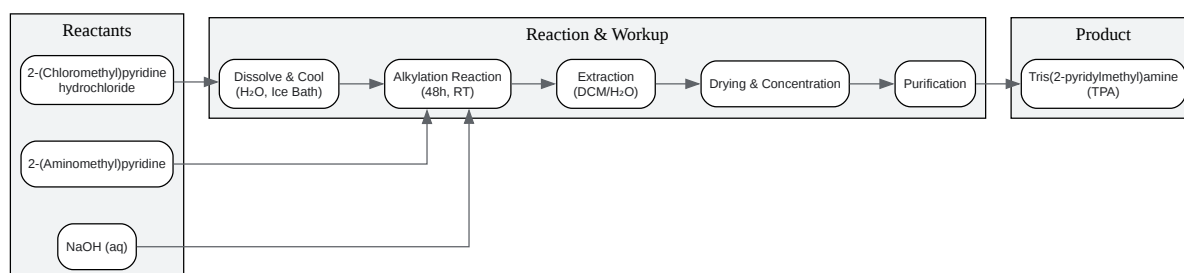 Reactants
2-(Chloromethyl)pyridine
hydrochloride
2-(Aminomethyl)pyridine
NaOH (aq)
Reaction & Workup
Dissolve & Cool
(H₂O, Ice Bath)
Alkylation Reaction
(48h, RT)
Extraction
(DCM/H₂O)
Drying & Concentration
Purification
Product
Tris(2-pyridylmethyl)amine
(TPA)